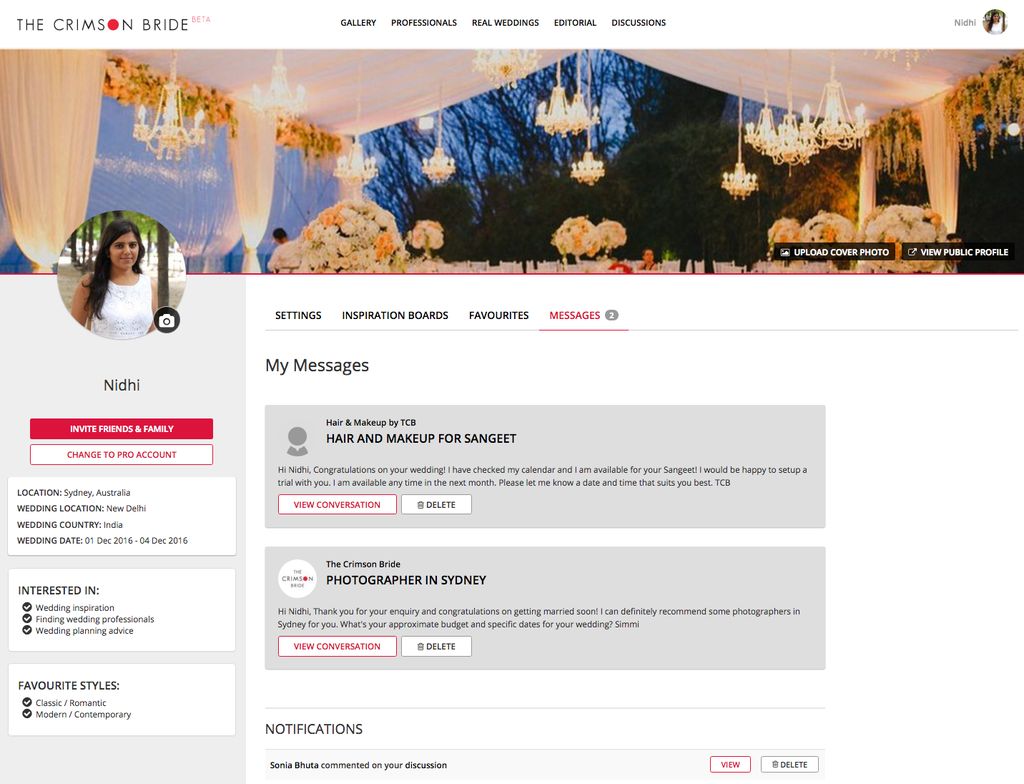 THE CRIMSON BRIDE BETA
GALLERY PROFESSIONALS REAL WEDDINGS EDITORIAL DISCUSSIONS
Nidhi
UPLOAD COVER PHOTO VIEW PUBLIC PROFILE
SETTINGS INSPIRATION BOARDS FAVOURITES MESSAGES 2
Nidhi
INVITE FRIENDS & FAMILY
CHANGE TO PRO ACCOUNT
LOCATION: Sydney, Australia
WEDDING LOCATION: New Delhi
WEDDING COUNTRY: India
WEDDING DATE: 01 Dec 2016 - 04 Dec 2016
INTERESTED IN:
Wedding inspiration
Finding wedding professionals
Wedding planning advice
FAVOURITE STYLES:
Classic / Romantic
Modern / Contemporary
My Messages
Hair & Makeup by TCB
HAIR AND MAKEUP FOR SANGEET
Hi Nidhi, Congratulations on your wedding! I have checked my calendar and I am available for your Sangeet! I would be happy to setup a
trial with you. I am available any time in the next month. Please let me know a date and time that suits you best. TCB
VIEW CONVERSATION DELETE
THE
CRIMSON
BRIDE
The Crimson Bride
PHOTOGRAPHER IN SYDNEY
Hi Nidhi, Thank you for your enquiry and congratulations on getting married soon! I can definitely recommend some photographers in
Sydney for you. What's your approximate budget and specific dates for your wedding? Simmi
VIEW CONVERSATION DELETE
NOTIFICATIONS
Sonia Bhuta commented on your discussion VIEW DELETE